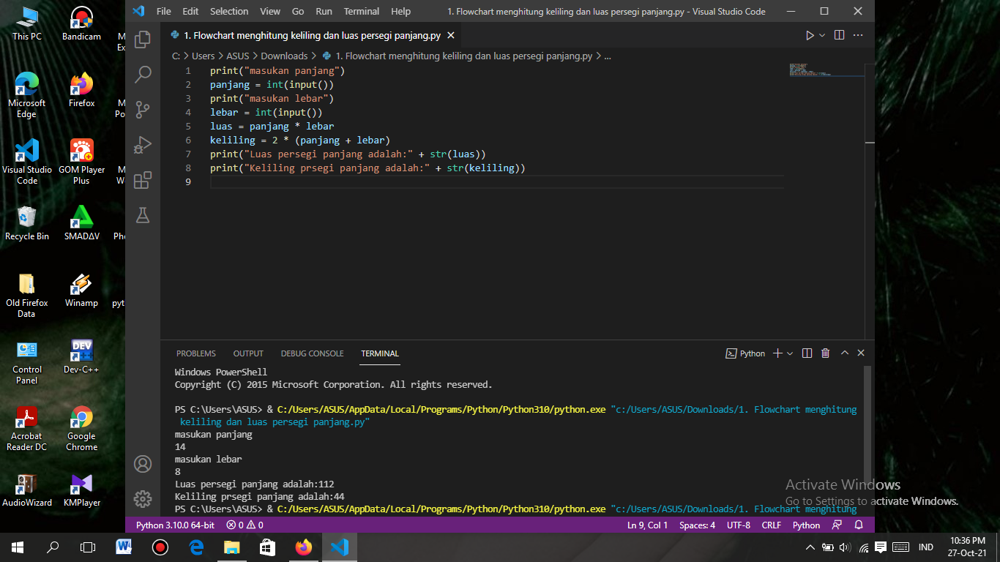 This PC
Bandicam
M
Ex
Microsoft
Edge
Firefox
M
Po
Visual Studio
Code
GOM Player
Plus
M
W
Recycle Bin
SMADΔV
Pho
Old Firefox
Data
Winamp
pyt
Control
Panel
DEV
Dev-C++
Acrobat
Reader DC
Google
Chrome
AudioWizard
KMPlayer
File Edit Selection View Go Run Terminal Help
1. Flowchart menghitung keliling dan luas persegi panjang.py - Visual Studio Code
1. Flowchart menghitung keliling dan luas persegi panjang.py
C: > Users > ASUS > Downloads > 1. Flowchart menghitung keliling dan luas persegi panjang.py > ...
1 print("masukan panjang")
2 panjang = int(input())
3 print("masukan lebar")
4 lebar = int(input())
5 luas = panjang * lebar
6 keliling = 2 * (panjang + lebar)
7 print("Luas persegi panjang adalah:" + str(luas))
8 print("Keliling prsegi panjang adalah:" + str(keliling))
9
PROBLEMS OUTPUT DEBUG CONSOLE TERMINAL
Python
Windows PowerShell
Copyright (C) 2015 Microsoft Corporation. All rights reserved.
PS C:\Users\ASUS> & C:/Users/ASUS/AppData/Local/Programs/Python/Python310/python.exe "c:/Users/ASUS/Downloads/1. Flowchart menghitung
keliling dan luas persegi panjang.py"
masukan panjang
14
masukan lebar
8
Luas persegi panjang adalah:112
Keliling prsegi panjang adalah:44
PS C:\Users\ASUS> & C:/Users/ASUS/AppData/Local/Programs/Python/Python310/python.exe "c:/Users/ASUS/Downloads/1. Flowchart menghitung
Activate Windows
Go to Settings to activate Windows.
Python 3.10.0 64-bit 0 0 Ln 9, Col 1 Spaces: 4 UTF-8 CRLF Python
IND
10:36 PM
27-Oct-21